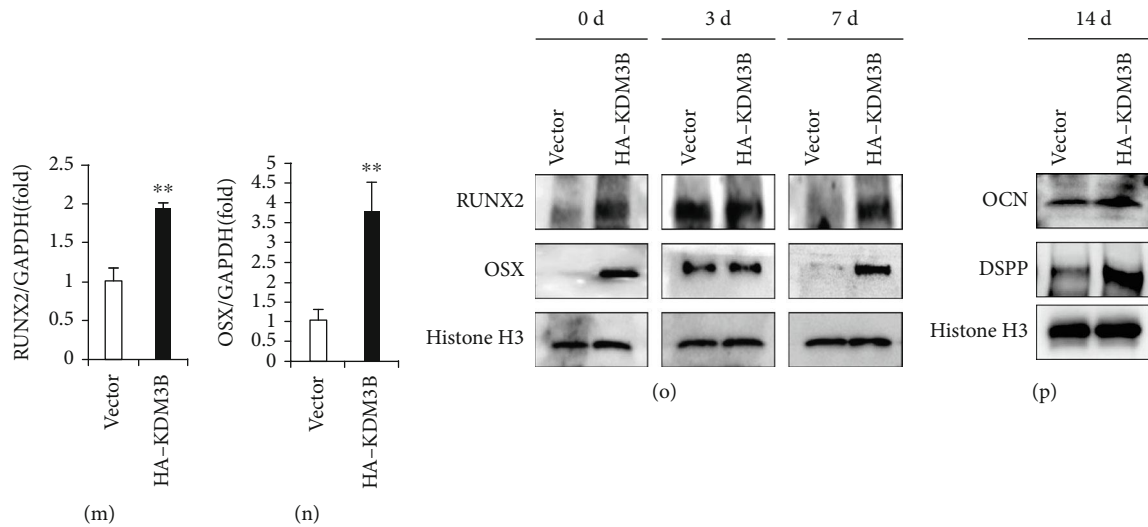 RUNX2/GAPDH(fold)
2.5
2
1.5
1
0.5
0
**
Vector
HA–KDM3B
(m)
OSX/GAPDH(fold)
5
4.5
4
3.5
3
2.5
2
1.5
1
0.5
0
**
Vector
HA–KDM3B
(n)
0 d
3 d
7 d
Vector
HA–KDM3B
Vector
HA–KDM3B
Vector
HA–KDM3B
RUNX2
OSX
Histone H3
(o)
14 d
Vector
HA–KDM3B
OCN
DSPP
Histone H3
(p)